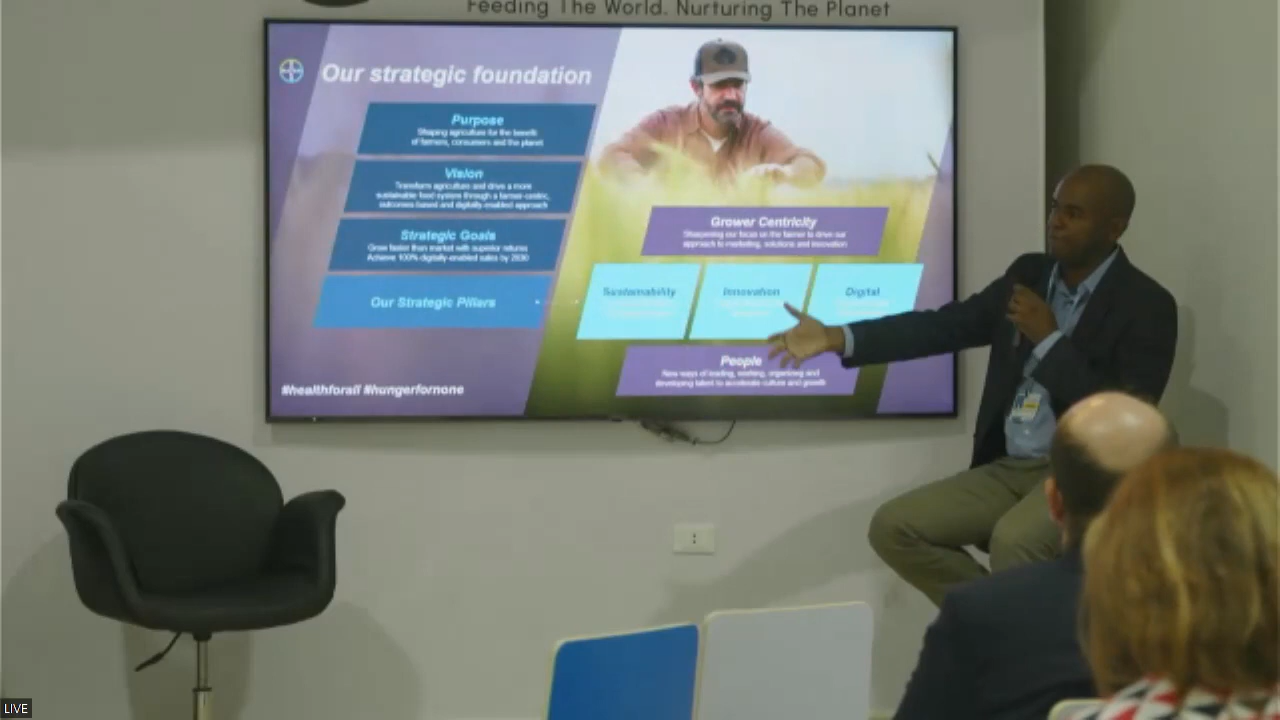 Feeding The World. Nurturing The Planet
Our strategic foundation
Purpose
Shaping agriculture for the benefit
of farmers, consumers and the planet
Vision
Transform agriculture and drive a more
sustainable food system through a farmer-centric,
outcomes-based and digitally enabled approach
Strategic Goals
Grow faster than market with superior returns
Achieve 100% digitally-enabled sales by 2030
Our Strategic Pillars
#healthforall #hungerfornone
Grower Centricity
Sharpening our focus on the farmer to drive our
approach to marketing, solutions and innovation
Sustainability
Innovation
Digital
People
New ways of leading, working, organizing and
developing talent to accelerate culture and growth
LIVE